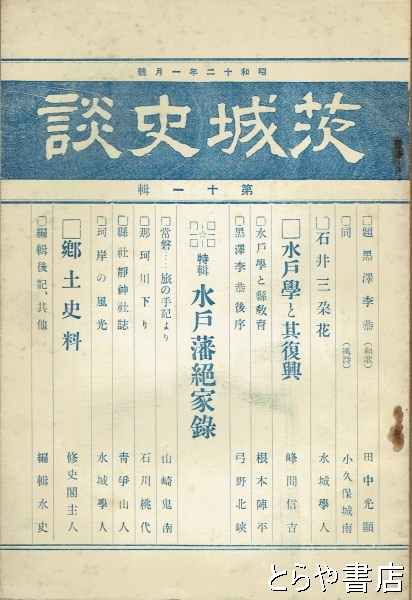 昭和十二年一月號
茨城史談
第十一輯
□題黒澤李恭（和歌） 田中光顯
□同（漢詩） 小久保城南
□石井三朶花 水城學人
□水戸學と其復興 峰間信吉
□水戸學と縣敎育 根本陣平
□黒澤李恭後序 弓野北峽
特輯 水戸藩絕家錄
□常磐……旅の手記より 山崎鬼南
□那珂川下り 石川桃代
□縣社靜神社誌 靑爭山人
□珂岸の風光 水城學人
□鄕土史料 修史閣主人
□編輯後記、其他 編輯水史
とらや書店